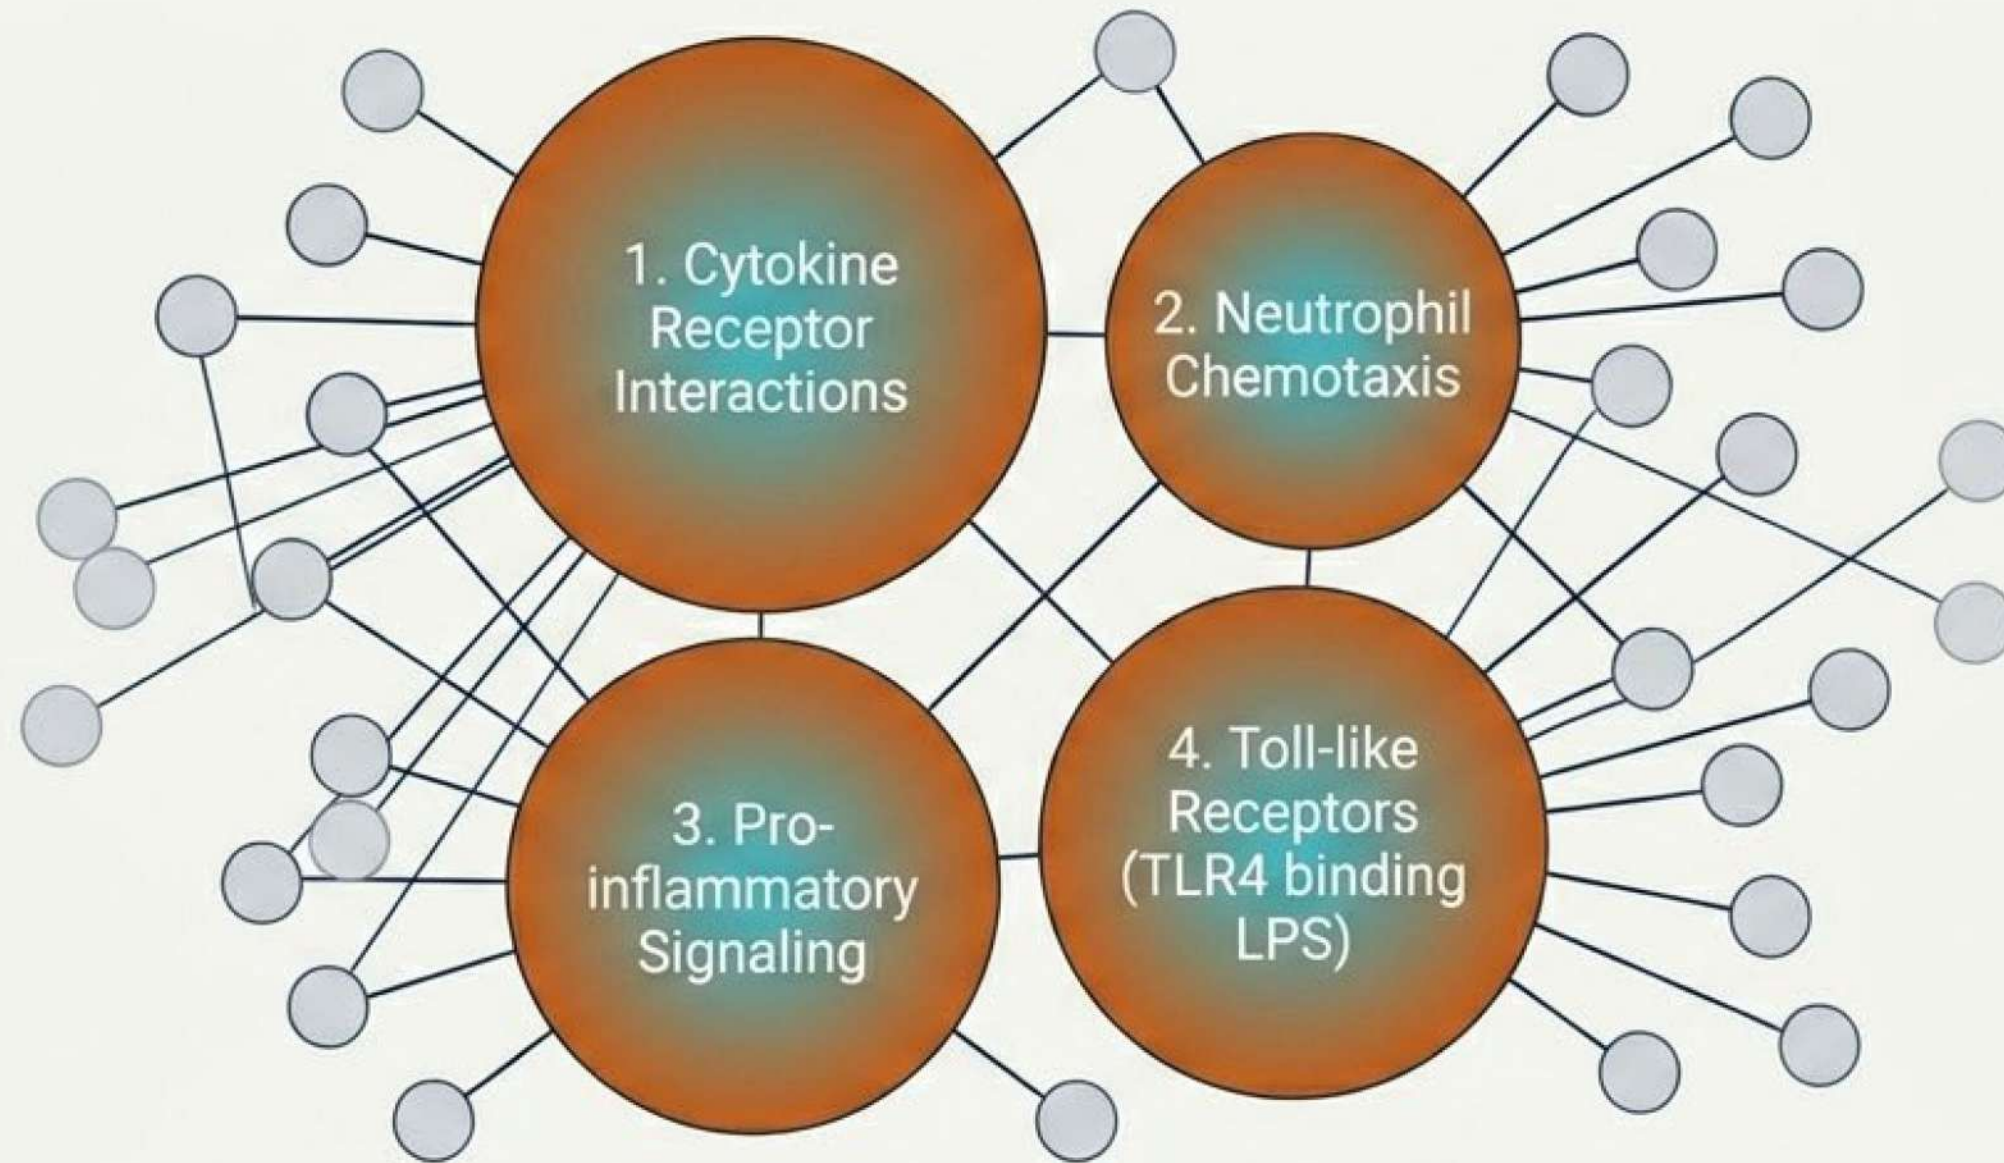 1. Cytokine
Receptor
Interactions
2. Neutrophil
Chemotaxis
3. Pro-
inflammatory
Signaling
4. Toll-like
Receptors
(TLR4 binding
LPS)